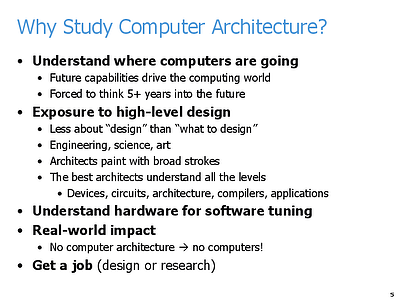 Why Study Computer Architecture?
• Understand where computers are going
• Future capabilities drive the computing world
• Forced to think 5+ years into the future
• Exposure to high-level design
• Less about “design” than “what to design”
• Engineering, science, art
• Architects paint with broad strokes
• The best architects understand all the levels
• Devices, circuits, architecture, compilers, applications
• Understand hardware for software tuning
• Real-world impact
• No computer architecture → no computers!
• Get a job (design or research)
5